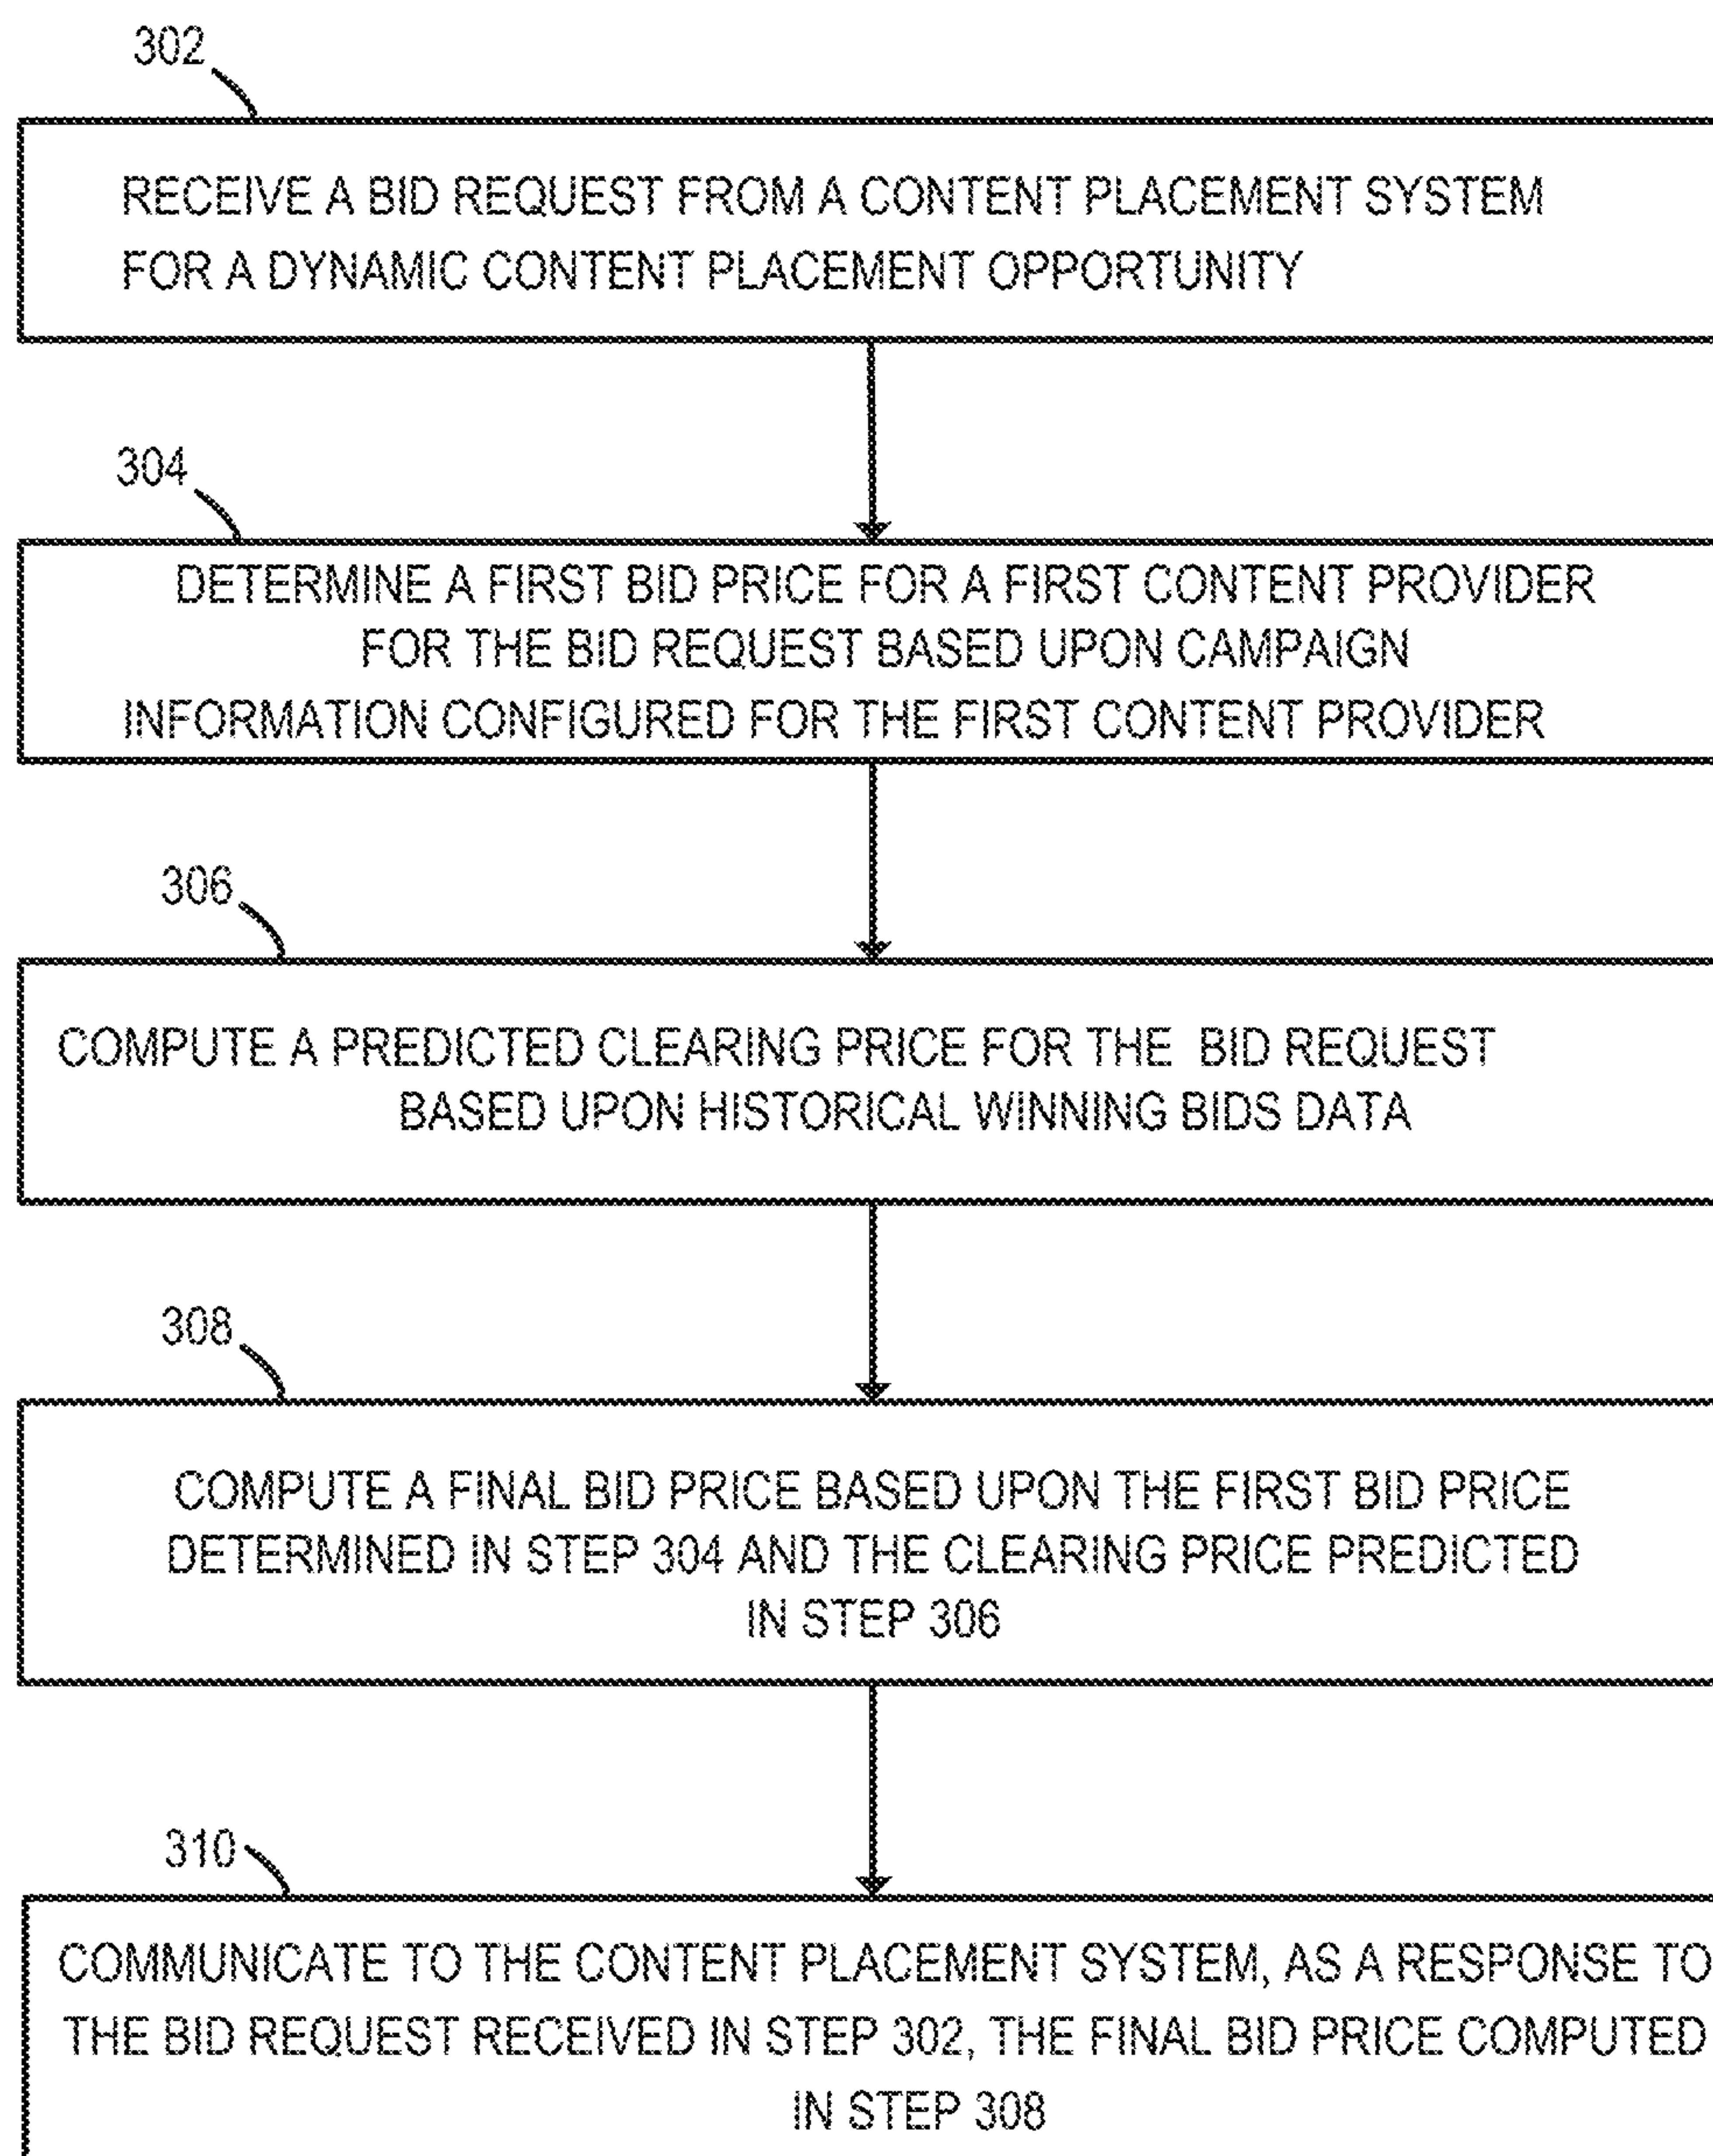 302
RECEIVE A BID REQUEST FROM A CONTENT PLACEMENT SYSTEM
FOR A DYNAMIC CONTENT PLACEMENT OPPORTUNITY
304
DETERMINE A FIRST BID PRICE FOR A FIRST CONTENT PROVIDER
FOR THE BID REQUEST BASED UPON CAMPAIGN
INFORMATION CONFIGURED FOR THE FIRST CONTENT PROVIDER
306
COMPUTE A PREDICTED CLEARING PRICE FOR THE BID REQUEST
BASED UPON HISTORICAL WINNING BIDS DATA
308
COMPUTE A FINAL BID PRICE BASED UPON THE FIRST BID PRICE
DETERMINED IN STEP 304 AND THE CLEARING PRICE PREDICTED
IN STEP 306
310
COMMUNICATE TO THE CONTENT PLACEMENT SYSTEM, AS A RESPONSE TO
THE BID REQUEST RECEIVED IN STEP 302, THE FINAL BID PRICE COMPUTED
IN STEP 308